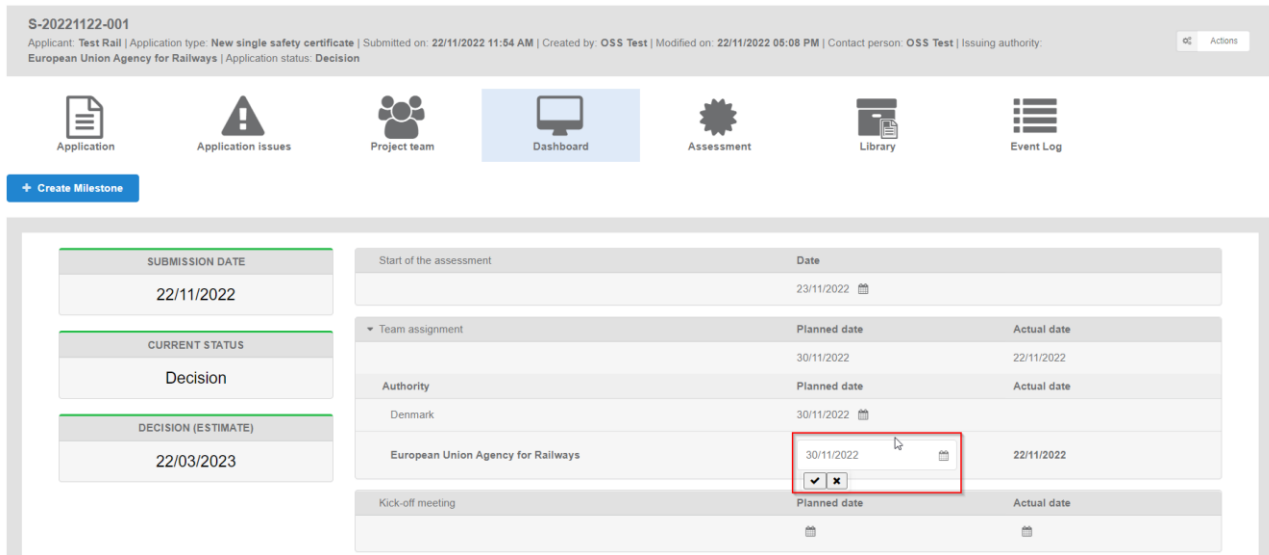 S-20221122-001
Applicant: Test Rail | Application type: New single safety certificate | Submitted on: 22/11/2022 11:54 AM | Created by: OSS Test | Modified on: 22/11/2022 05:08 PM | Contact person: OSS Test | Issuing authority:
European Union Agency for Railways | Application status: Decision
Actions
Application
Application issues
Project team
Dashboard
Assessment
Library
Event Log
+ Create Milestone
SUBMISSION DATE
22/11/2022
CURRENT STATUS
Decision
DECISION (ESTIMATE)
22/03/2023
Start of the assessment Date
23/11/2022
Team assignment Planned date Actual date
30/11/2022 22/11/2022
Authority Planned date Actual date
Denmark 30/11/2022
European Union Agency for Railways 30/11/2022 22/11/2022
Kick-off meeting Planned date Actual date